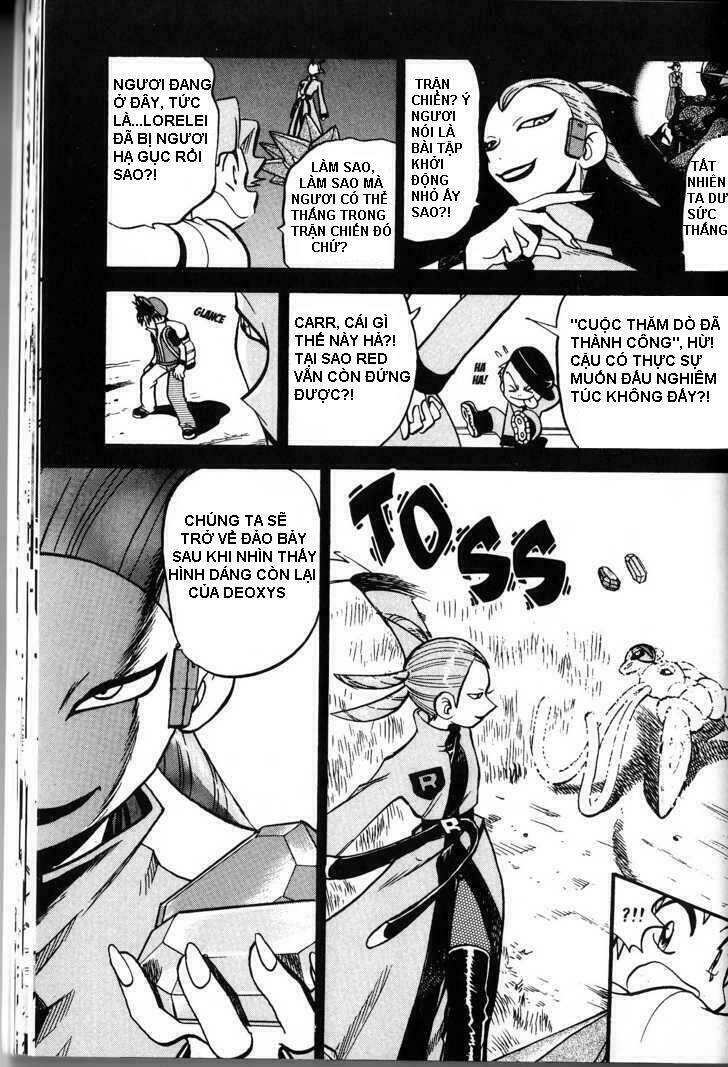 NGƯƠI ĐANG
Ở ĐÂY, TỨC
LÀ...LORELEI
ĐÃ BỊ NGƯƠI
HẠ GỤC RỒI
SAO?!
LÀM SAO,
LÀM SAO MÀ
NGƯƠI CÓ THỂ
THẮNG TRONG
TRẬN CHIẾN ĐÓ
CHỨ?
TRẬN
CHIẾN? Ý
NGƯƠI
NÓI LÀ
BÀI TẬP
KHỞI
ĐỘNG
NHỎ ẤY
SAO?!
TẤT
NHIÊN
TA DƯ
SỨC
THẮNG
GLANCE
CARR, CÁI GÌ
THẾ NÀY HẢ?!
TẠI SAO RED
VẪN CÒN ĐỨNG
ĐƯỢC?!
HA
HA!
"CUỘC THĂM DÒ ĐÃ
THÀNH CÔNG", HỪ!
CẬU CÓ THỰC SỰ
MUỐN ĐẤU NGHIÊM
TÚC KHÔNG ĐẤY?!
CHÚNG TA SẼ
TRỞ VỀ ĐẢO BẢY
SAU KHI NHÌN THẤY
HÌNH DÁNG CÒN LẠI
CỦA DEOXYS
TOSS
R
R
?!!